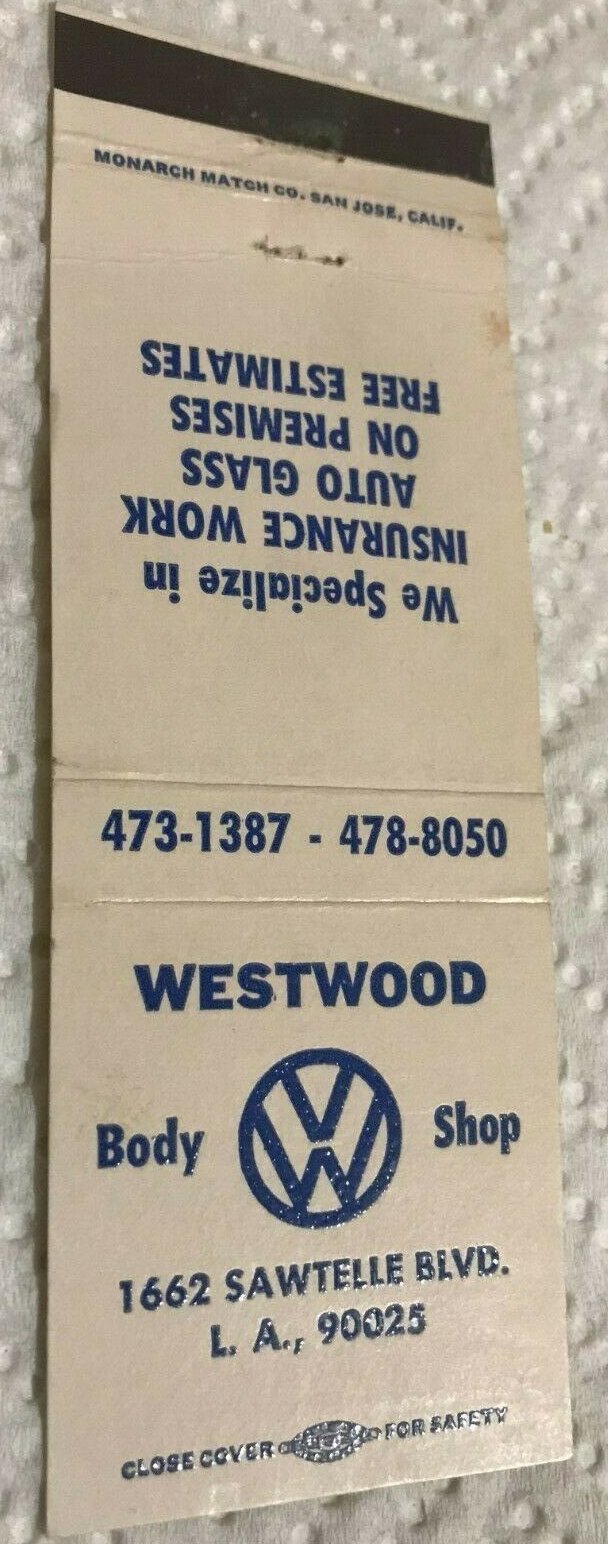 MONARCH MATCH CO. SAN JOSE, CALIF.
We Specialize in
INSURANCE WORK
AUTO GLASS
ON PREMISES
FREE ESTIMATES
473-1387 - 478-8050
WESTWOOD
Body VW Shop
1662 SAWTELLE BLVD.
L. A., 90025
CLOSE COVER FOR SAFETY